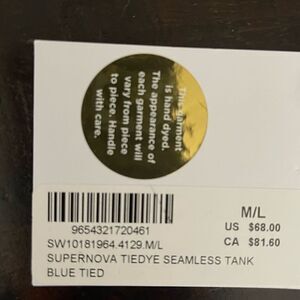 This garment
is hand dyed.
The appearance of
each garment will
vary from piece
to piece. Handle
with care.
M/L
US $68.00
CA $81.60
9654321720461
SW10181964.4129.M/L
SUPERNOVA TIEDYE SEAMLESS TANK
BLUE TIED